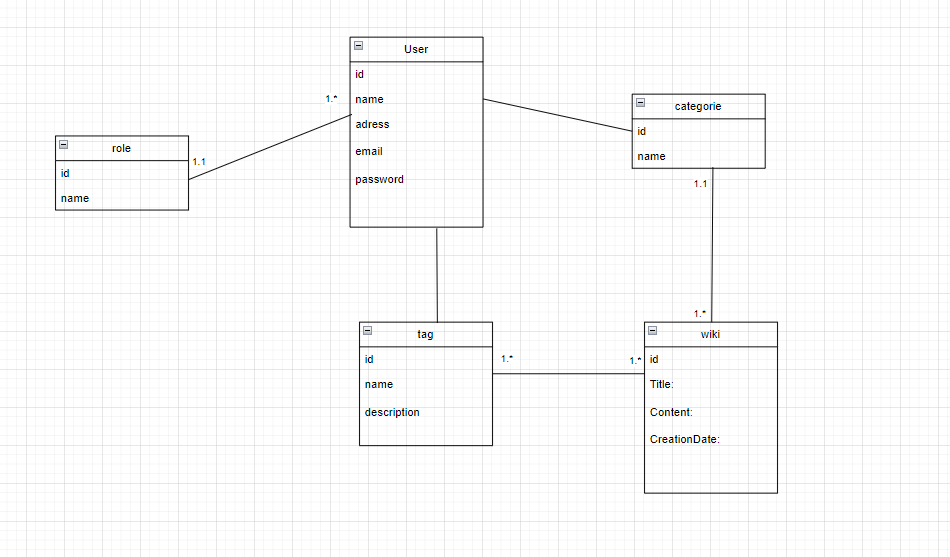 User
id
name
adress
email
password
1.*
role
id
name
1.1
categorie
id
name
1.1
1.*
tag
id
name
description
1.*
1.*
wiki
id
Title:
Content:
CreationDate: